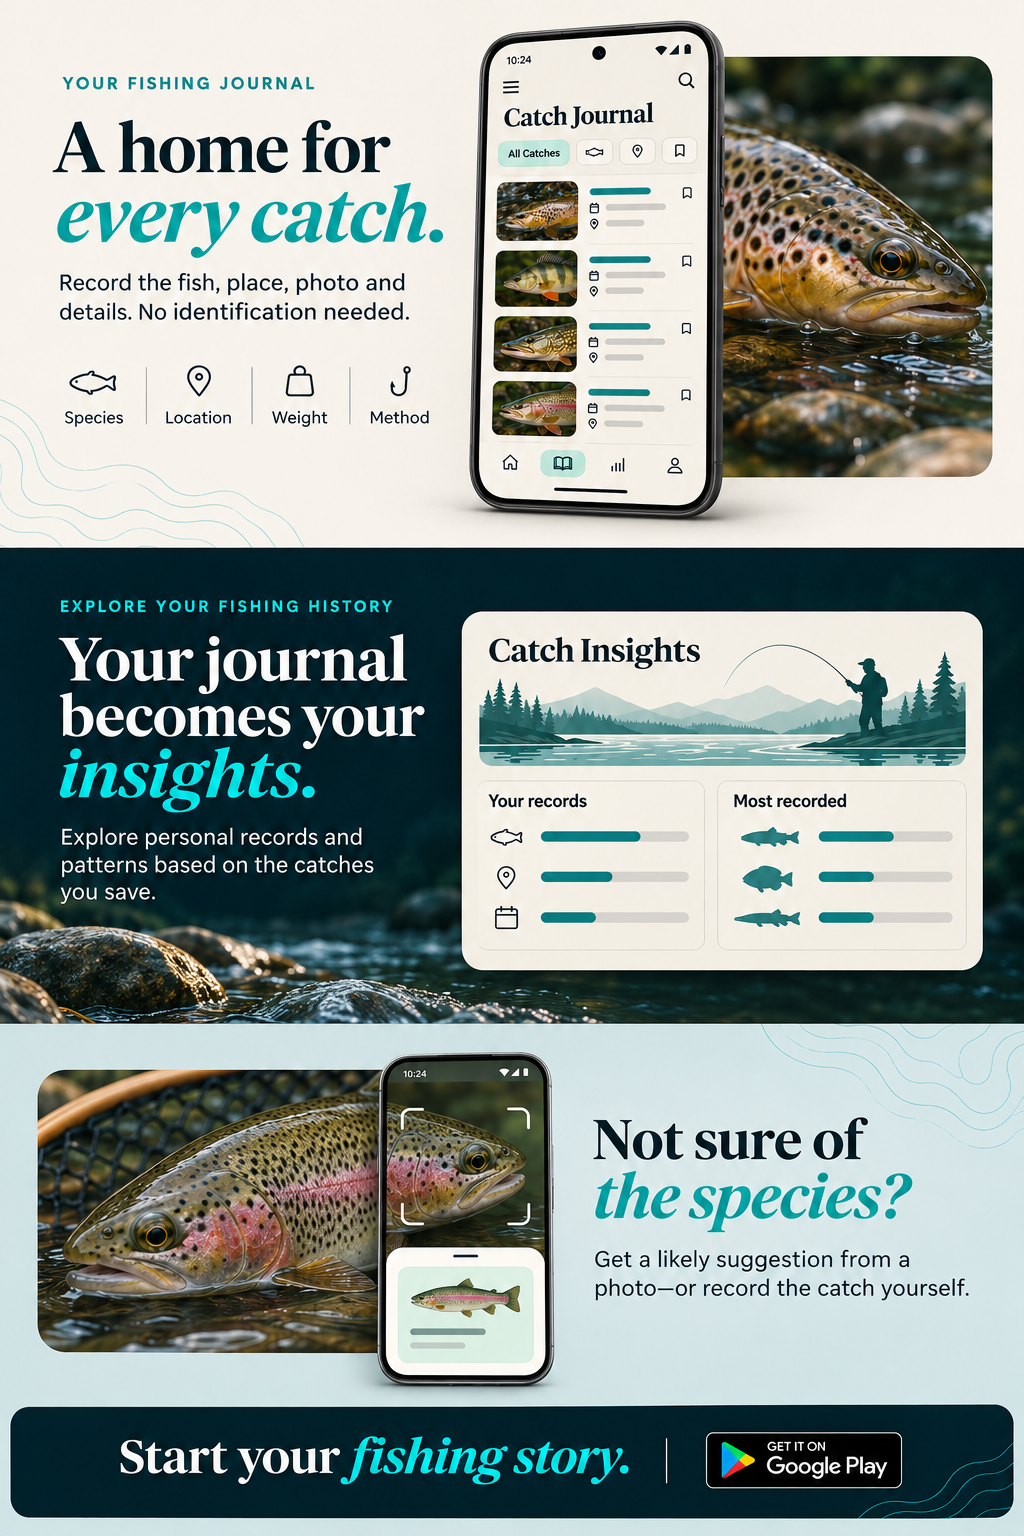 YOUR FISHING JOURNAL
A home for
every catch.
Record the fish, place, photo and
details. No identification needed.
Species
Location
Weight
Method
10:24
Catch Journal
All Catches
EXPLORE YOUR FISHING HISTORY
Your journal
becomes your
insights.
Explore personal records and
patterns based on the catches
you save.
Catch Insights
Your records
Most recorded
10:24
Not sure of
the species?
Get a likely suggestion from a
photo—or record the catch yourself.
Start your fishing story.
GET IT ON
Google Play